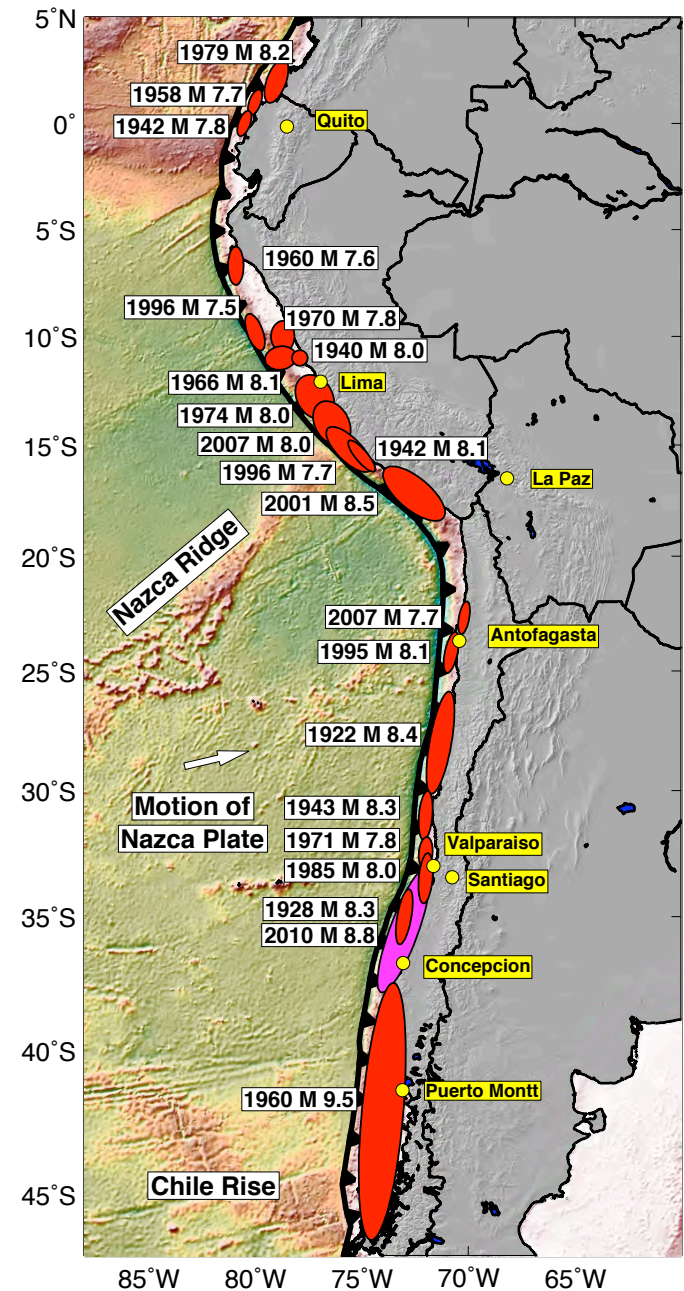 5˚N
1979 M 8.2
1958 M 7.7
1942 M 7.8
0˚
Quito
5˚S
1960 M 7.6
1996 M 7.5
1970 M 7.8
10˚S
1940 M 8.0
1966 M 8.1
Lima
1974 M 8.0
2007 M 8.0
1942 M 8.1
15˚S
1996 M 7.7
La Paz
2001 M 8.5
20˚S
Nazca Ridge
2007 M 7.7
Antofagasta
1995 M 8.1
25˚S
1922 M 8.4
30˚S
Motion of
Nazca Plate
1943 M 8.3
1971 M 7.8
Valparaiso
1985 M 8.0
Santiago
1928 M 8.3
35˚S
2010 M 8.8
Concepcion
40˚S
Puerto Montt
1960 M 9.5
Chile Rise
45˚S
85˚W
80˚W
75˚W
70˚W
65˚W